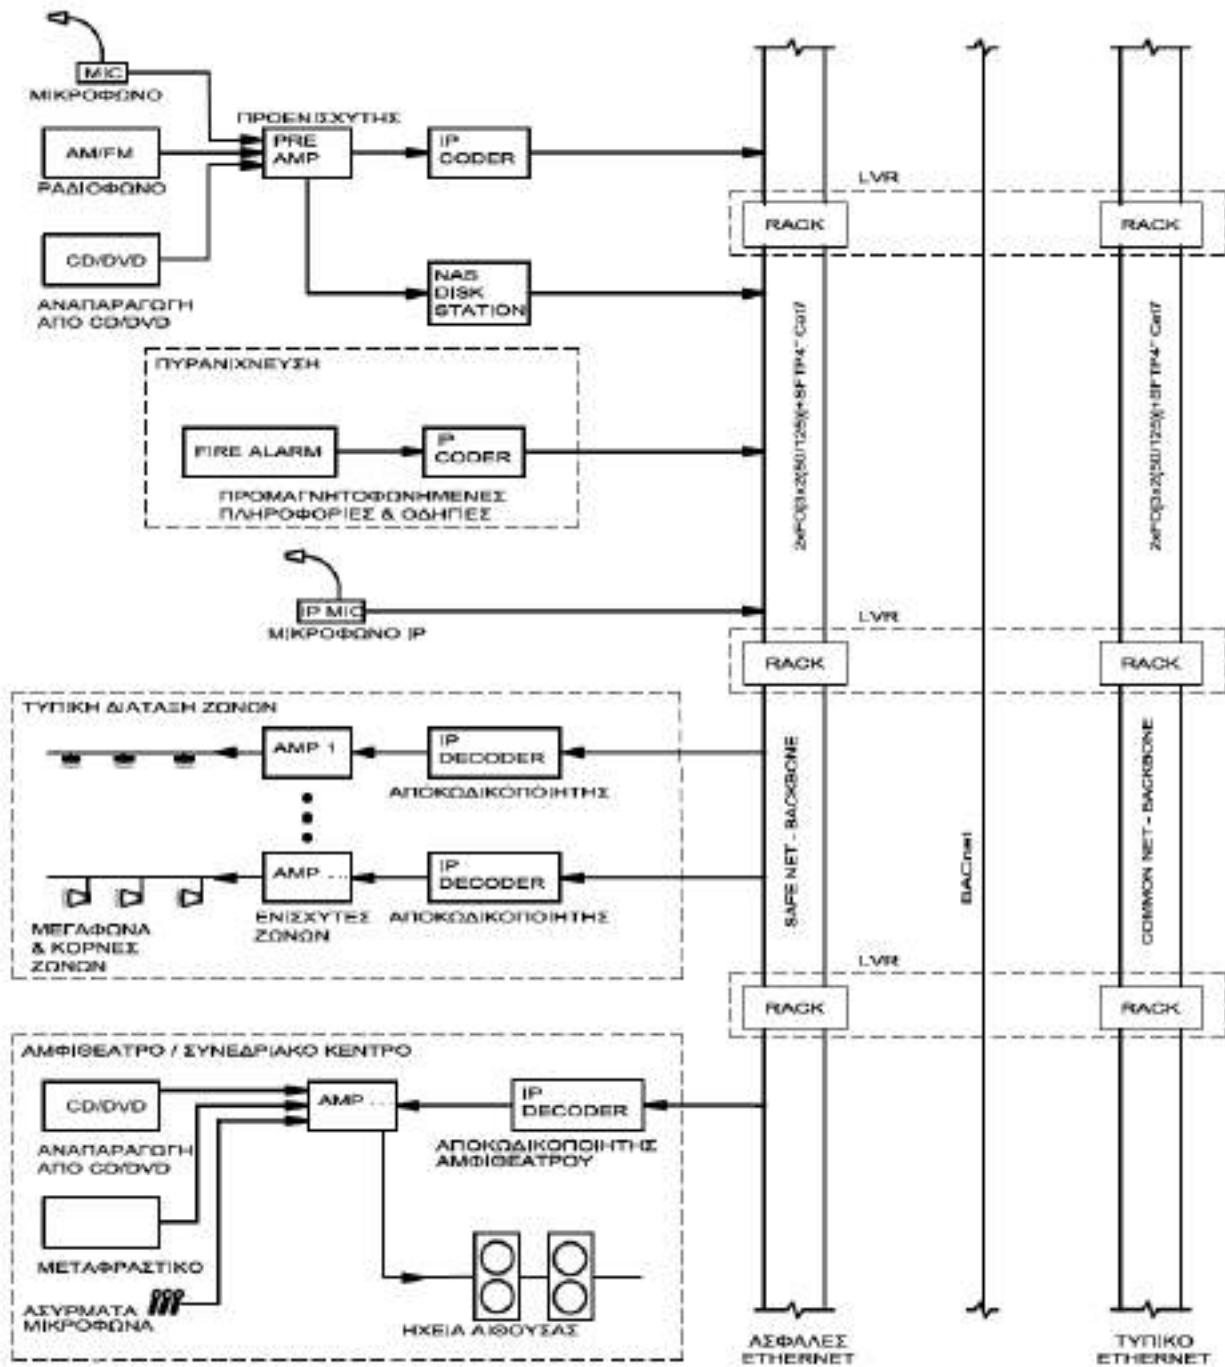 MIC
ΜΙΚΡΟΦΩΝΟ
ΠΡΟΕΝΙΣΧΥΤΗΣ
AM/FM
ΡΑΔΙΟΦΩΝΟ
PRE
AMP
IP
CODER
LVR
RACK
RACK
CD/DVD
ΑΝΑΠΑΡΑΓΩΓΗ
ΑΠΟ CD/DVD
NAS
DISK
STATION
ΠΥΡΑΝΙΧΝΕΥΣΗ
FIRE ALARM
IP
CODER
ΠΡΟΜΑΓΝΗΤΟΦΩΝΗΜΕΝΕΣ
ΠΛΗΡΟΦΟΡΙΕΣ & ΟΔΗΓΙΕΣ
IP MIC
ΜΙΚΡΟΦΩΝΟ IP
LVR
RACK
RACK
ΤΥΠΙΚΗ ΔΙΑΤΑΞΗ ΖΩΝΩΝ
AMP 1
IP
DECODER
ΑΠΟΚΩΔΙΚΟΠΟΙΗΤΗΣ
AMP ...
IP
DECODER
ΑΠΟΚΩΔΙΚΟΠΟΙΗΤΗΣ
ΜΕΓΑΦΩΝΑ
& ΚΟΡΝΕΣ
ΖΩΝΩΝ
ΕΝΙΣΧΥΤΕΣ
ΖΩΝΩΝ
SAFE NET - BACKBONE
BACnet
COMMON NET - BACKBONE
LVR
RACK
RACK
ΑΜΦΙΘΕΑΤΡΟ / ΣΥΝΕΔΡΙΑΚΟ ΚΕΝΤΡΟ
CD/DVD
ΑΝΑΠΑΡΑΓΩΓΗ
ΑΠΟ CD/DVD
AMP ...
IP
DECODER
ΑΠΟΚΩΔΙΚΟΠΟΙΗΤΗΣ
ΑΜΦΙΘΕΑΤΡΟΥ
ΜΕΤΑΦΡΑΣΤΙΚΟ
ΑΣΥΡΜΑΤΑ
ΜΙΚΡΟΦΩΝΑ
ΗΧΕΙΑ ΑΙΘΟΥΣΑΣ
ΑΣΦΑΛΕΣ
ETHERNET
ΤΥΠΙΚΟ
ETHERNET